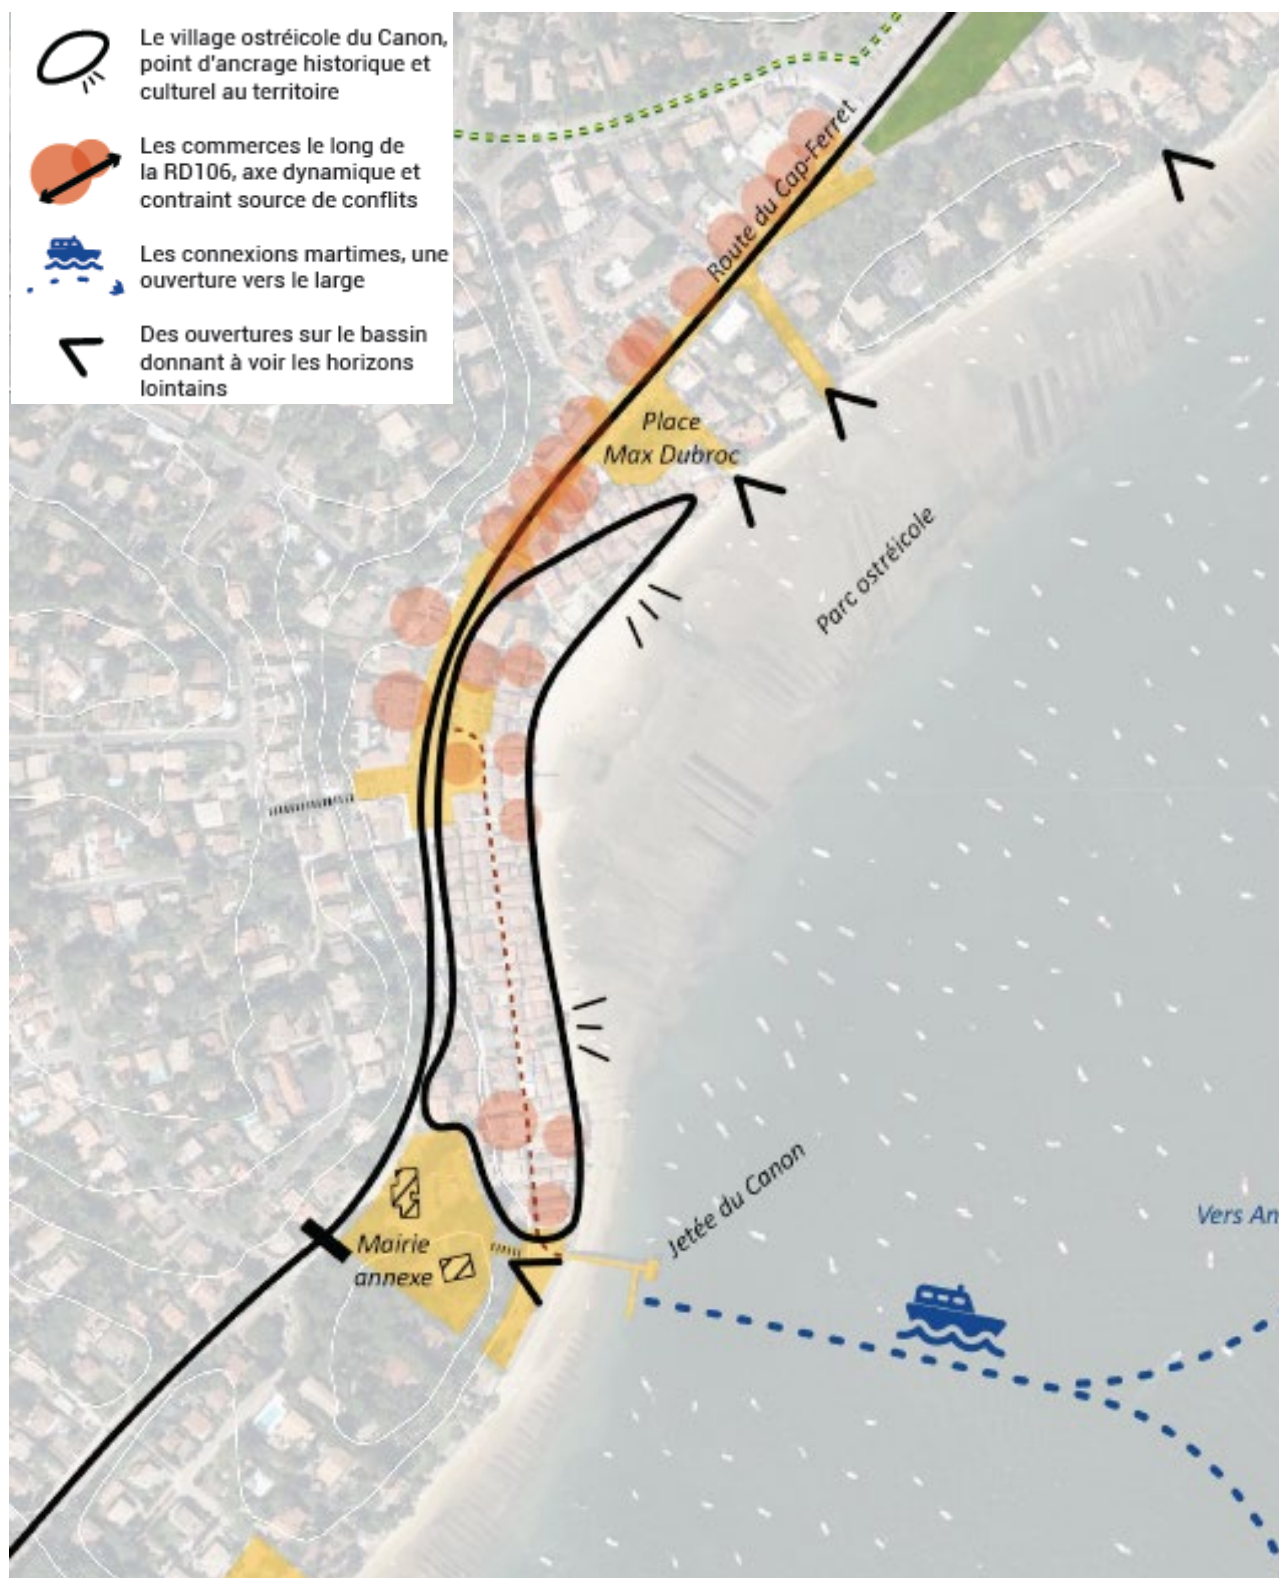 Le village ostréicole du Canon,
point d'ancrage historique et
culturel au territoire
Les commerces le long de
la RD106, axe dynamique et
contraint source de conflits
Les connexions martimes, une
ouverture vers le large
Des ouvertures sur le bassin
donnant à voir les horizons
lointains
Route du Cap-Ferret
Place
Max Dubroc
Parc ostréicole
Jetée du Canon
Vers An
Mairie
annexe